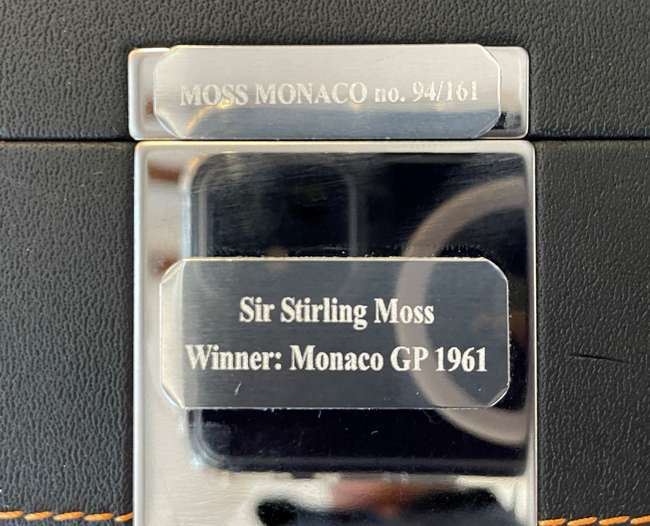 MOSS MONACO no. 94/161
Sir Stirling Moss
Winner: Monaco GP 1961